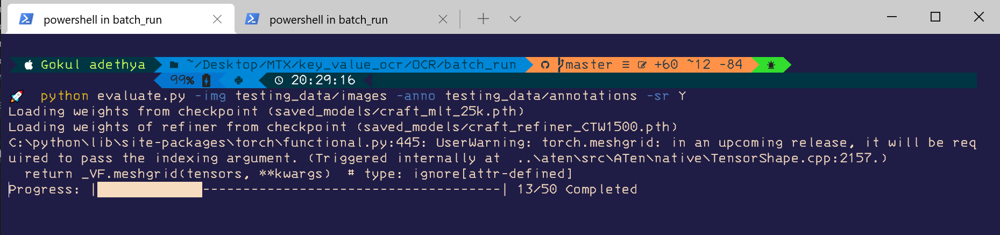 powershell in batch_run powershell in batch_run
Gokul adethya ~/Desktop/MTX/key_value_ocr/OCR/batch_run master ≡ +60 ~12 -84
99% 20:29:16
python evaluate.py -img testing_data/images -anno testing_data/annotations -sr Y
Loading weights from checkpoint (saved_models/craft_mlt_25k.pth)
Loading weights of refiner from checkpoint (saved_models/craft_refiner_CTW1500.pth)
C:\python\lib\site-packages\torch\functional.py:445: UserWarning: torch.meshgrid: in an upcoming release, it will be req
uired to pass the indexing argument. (Triggered internally at  ..\aten\src\ATen\native\TensorShape.cpp:2157.)
  return _VF.meshgrid(tensors, **kwargs)  # type: ignore[attr-defined]
Progress: |█████████████-------------------------------------| 13/50 Completed